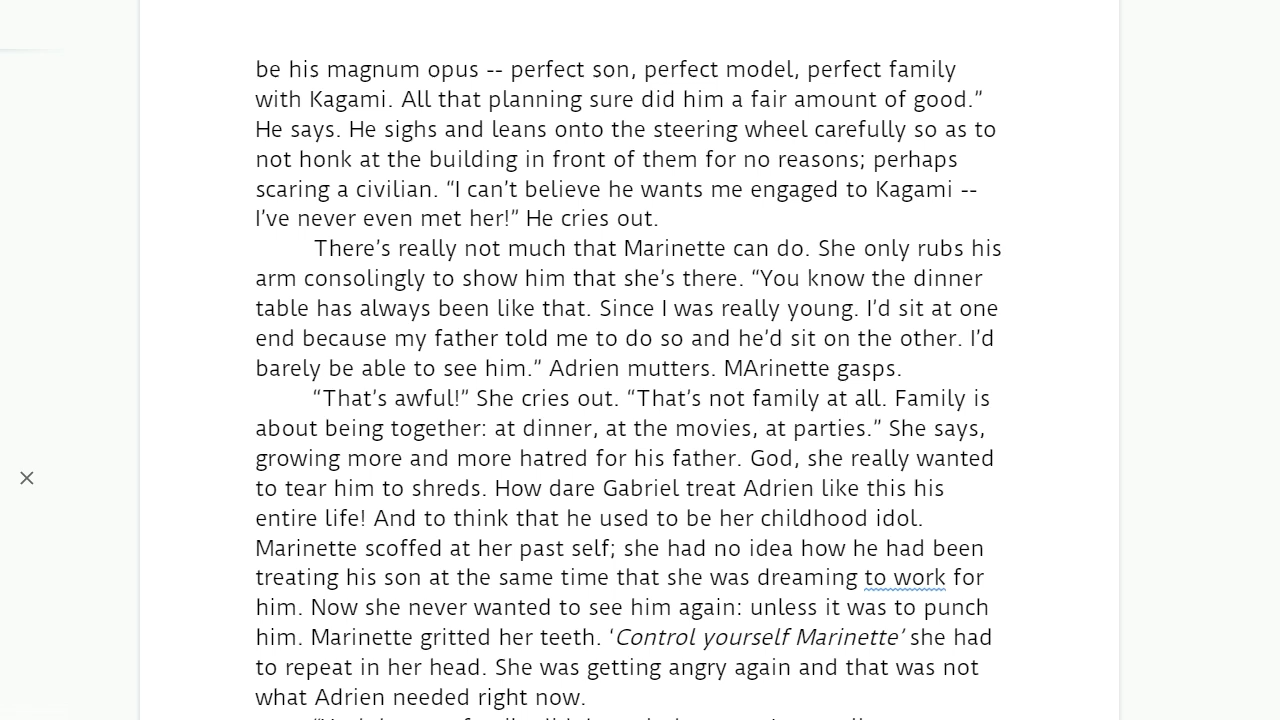 be his magnum opus -- perfect son, perfect model, perfect family
with Kagami. All that planning sure did him a fair amount of good.”
He says. He sighs and leans onto the steering wheel carefully so as to
not honk at the building in front of them for no reasons; perhaps
scaring a civilian. “I can’t believe he wants me engaged to Kagami --
I’ve never even met her!” He cries out.
There’s really not much that Marinette can do. She only rubs his
arm consolingly to show him that she’s there. “You know the dinner
table has always been like that. Since I was really young. I’d sit at one
end because my father told me to do so and he’d sit on the other. I’d
barely be able to see him.” Adrien mutters. MArinette gasps.
“That’s awful!” She cries out. “That’s not family at all. Family is
about being together: at dinner, at the movies, at parties.” She says,
growing more and more hatred for his father. God, she really wanted
to tear him to shreds. How dare Gabriel treat Adrien like this his
entire life! And to think that he used to be her childhood idol.
Marinette scoffed at her past self; she had no idea how he had been
treating his son at the same time that she was dreaming to work for
him. Now she never wanted to see him again: unless it was to punch
him. Marinette gritted her teeth. ‘Control yourself Marinette’ she had
to repeat in her head. She was getting angry again and that was not
what Adrien needed right now.